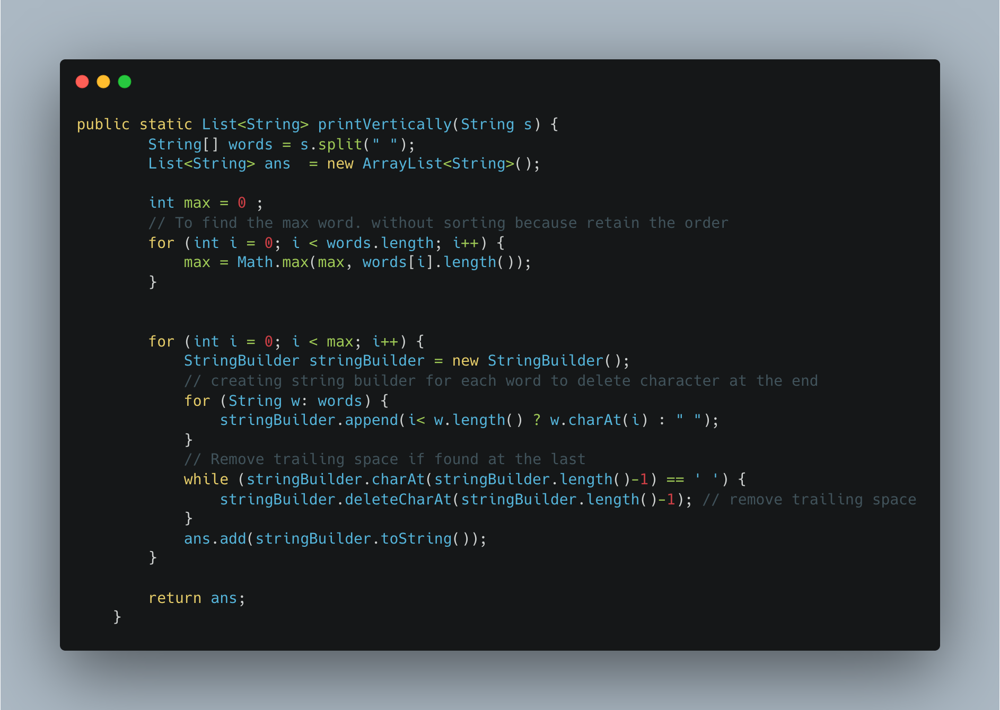 public static List<String> printVertically(String s) {
        String[] words = s.split(" ");
        List<String> ans  = new ArrayList<String>();

        int max = 0 ;
        // To find the max word. without sorting because retain the order
        for (int i = 0; i < words.length; i++) {
            max = Math.max(max, words[i].length());
        }


        for (int i = 0; i < max; i++) {
            StringBuilder stringBuilder = new StringBuilder();
            // creating string builder for each word to delete character at the end
            for (String w: words) {
                stringBuilder.append(i< w.length() ? w.charAt(i) : " ");
            }
            // Remove trailing space if found at the last
            while (stringBuilder.charAt(stringBuilder.length()-1) == ' ') {
                stringBuilder.deleteCharAt(stringBuilder.length()-1); // remove trailing space
            }
            ans.add(stringBuilder.toString());
        }

        return ans;
    }